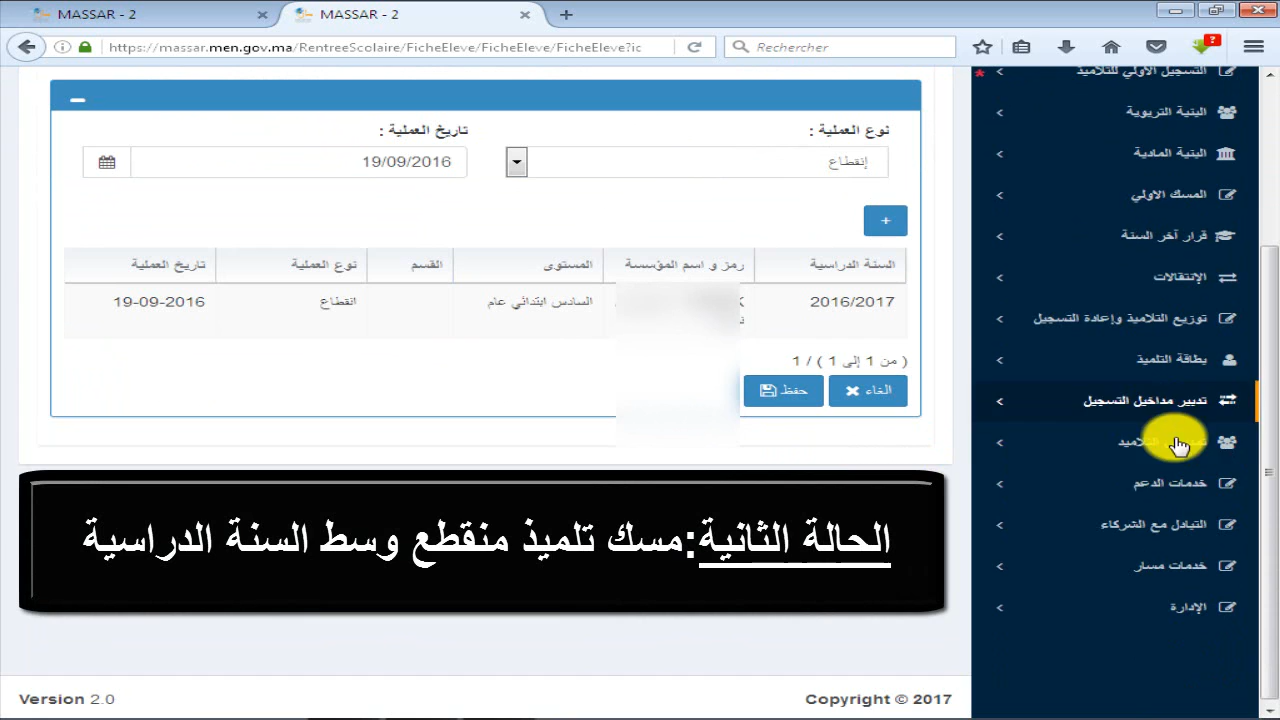 MASSAR - 2
MASSAR - 2
https://massar.men.gov.ma/RentreeScolaire/FicheEleve/FicheEleve/FicheEleve?ic
Rechercher
?
التسجيل الاولي للتلاميذ
*
البنية التربوية
البنية المادية
المسك الاولي
قرار آخر السنة
الإنتقالات
توزيع التلاميذ وإعادة التسجيل
بطاقة التلميذ
تدبير مداخيل التسجيل
التلاميذ
خدمات الدعم
التبادل مع الشركاء
خدمات مسار
الإدارة
نوع العملية :
تاريخ العملية :
إنقطاع
19/09/2016
+
السنة الدراسية رمز و اسم المؤسسة المستوى القسم نوع العملية تاريخ العملية
2016/2017 السادس ابتدائي عام انقطاع 19-09-2016
( من 1 إلى 1 ) / 1
الغاء
حفظ
الحالة الثانية:مسك تلميذ منقطع وسط السنة الدراسية
Version 2.0
Copyright © 2017